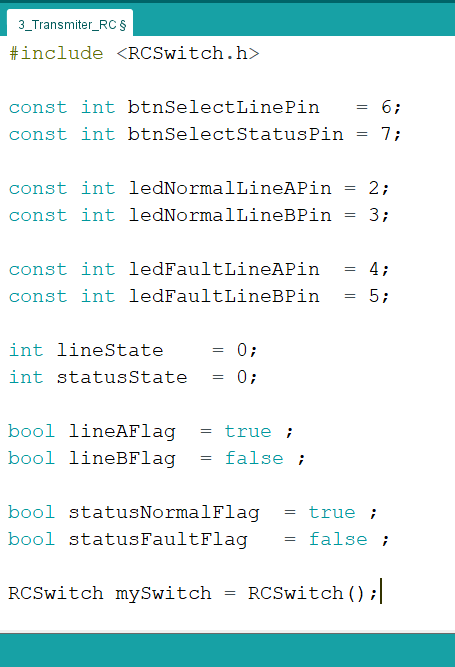 3_Transmiter_RC §
#include <RCSwitch.h>
const int btnSelectLinePin   = 6;
const int btnSelectStatusPin = 7;
const int ledNormalLineAPin = 2;
const int ledNormalLineBPin = 3;
const int ledFaultLineAPin  = 4;
const int ledFaultLineBPin  = 5;
int lineState    = 0;
int statusState  = 0;
bool lineAFlag  = true ;
bool lineBFlag  = false ;
bool statusNormalFlag  = true ;
bool statusFaultFlag   = false ;
RCSwitch mySwitch = RCSwitch();